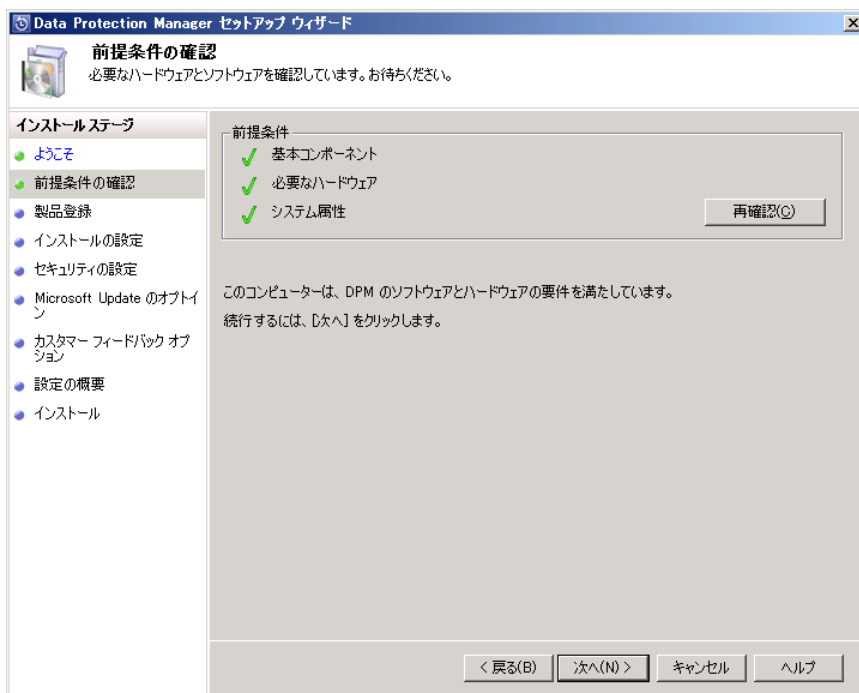 Data Protection Manager セットアップ ウィザード
前提条件の確認
必要なハードウェアとソフトウェアを確認しています。お待ちください。
インストール ステージ
ようこそ
前提条件の確認
製品登録
インストールの設定
セキュリティの設定
Microsoft Update のオプトイ
ン
カスタマー フィードバック オプ
ション
設定の概要
インストール
前提条件
基本コンポーネント
必要なハードウェア
システム属性
再確認(C)
このコンピューターは、DPM のソフトウェアとハードウェアの要件を満たしています。
続行するには、[次へ] をクリックします。
< 戻る(B)
次へ(N) >
キャンセル
ヘルプ